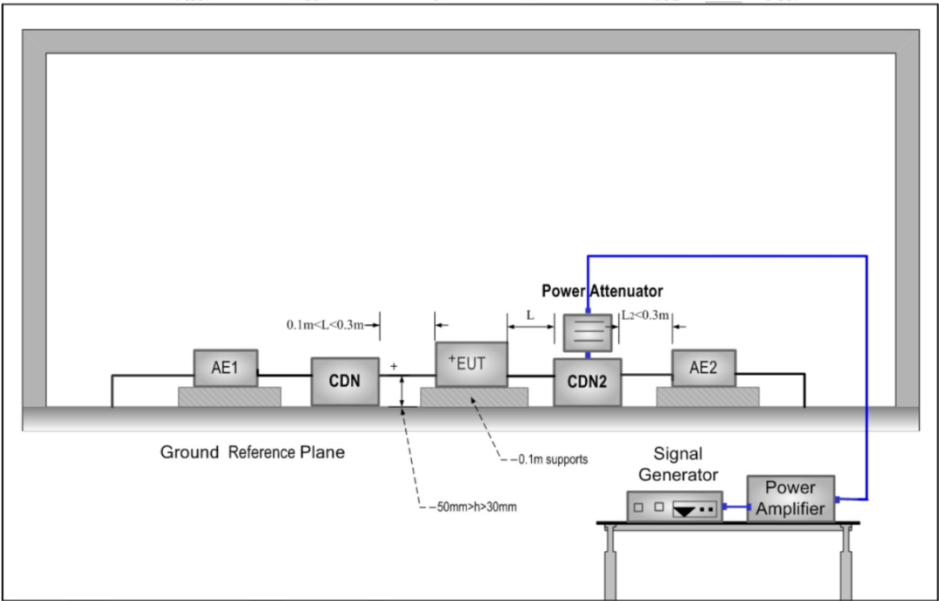 Power Attenuator
0.1m<L<0.3m
L
L2<0.3m
AE1
CDN
+
+EUT
CDN2
AE2
Ground Reference Plane
0.1m supports
50mm>h>30mm
Signal
Generator
Power
Amplifier